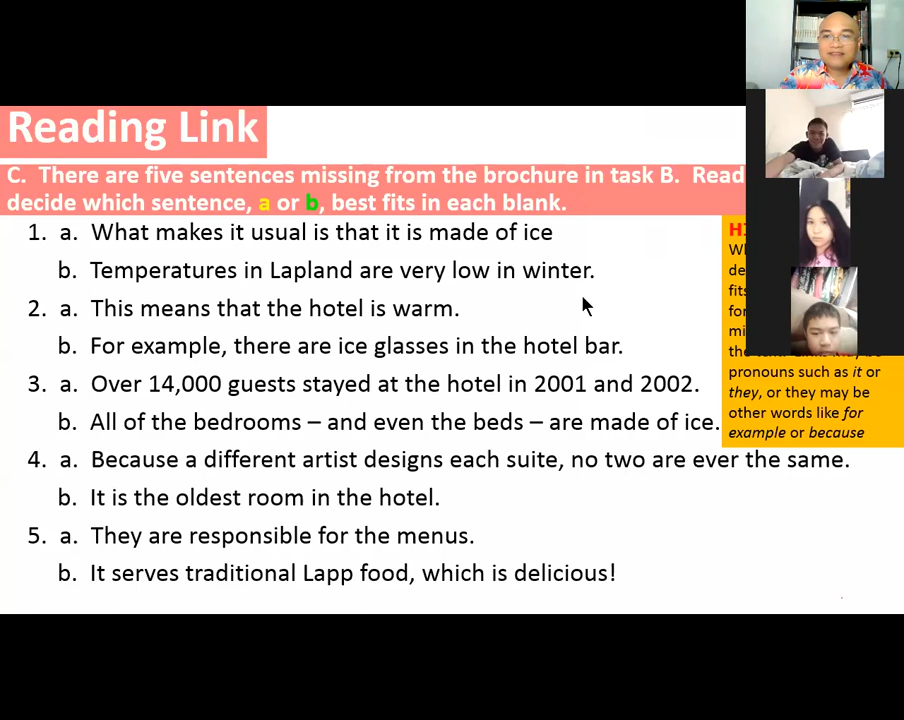 Reading Link
C. There are five sentences missing from the brochure in task B. Read
decide which sentence, a or b, best fits in each blank.
1. a. What makes it usual is that it is made of ice
b. Temperatures in Lapland are very low in winter.
2. a. This means that the hotel is warm.
b. For example, there are ice glasses in the hotel bar.
3. a. Over 14,000 guests stayed at the hotel in 2001 and 2002.
b. All of the bedrooms – and even the beds – are made of ice.
4. a. Because a different artist designs each suite, no two are ever the same.
b. It is the oldest room in the hotel.
5. a. They are responsible for the menus.
b. It serves traditional Lapp food, which is delicious!
pronouns such as it or
they, or they may be
other words like for
example or because